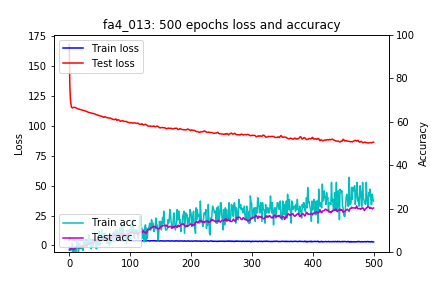 fa4_013: 500 epochs loss and accuracy
Train loss
Test loss
Train acc
Test acc
Loss
175
150
125
100
75
50
25
0
Accuracy
100
80
60
40
20
0
0 100 200 300 400 500